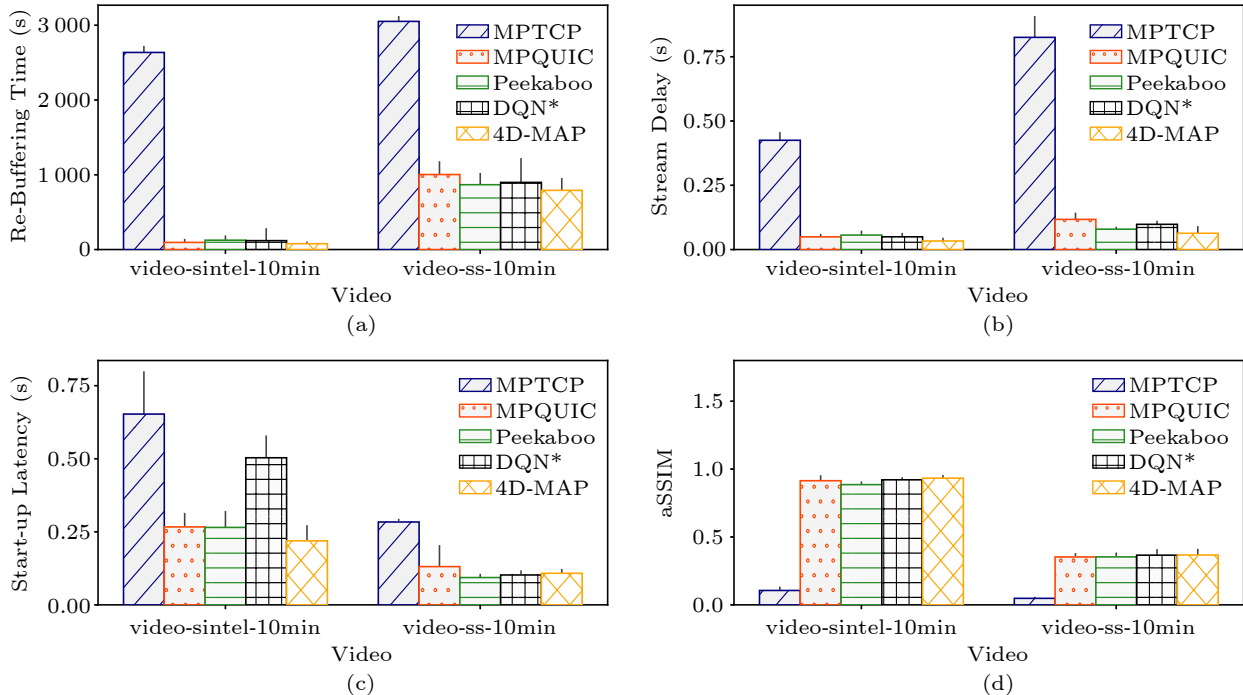 Re-Buffering Time (s)
3 000
2 000
1 000
0
MPTCP
MPQUIC
Peekaboo
DQN*
4D-MAP
video-sintel-10min
video-ss-10min
Video
(a)
Stream Delay (s)
0.75
0.50
0.25
0.00
MPTCP
MPQUIC
Peekaboo
DQN*
4D-MAP
video-sintel-10min
video-ss-10min
Video
(b)
Start-up Latency (s)
0.75
0.50
0.25
0.00
MPTCP
MPQUIC
Peekaboo
DQN*
4D-MAP
video-sintel-10min
video-ss-10min
Video
(c)
aSSIM
1.5
1.0
0.5
0.0
MPTCP
MPQUIC
Peekaboo
DQN*
4D-MAP
video-sintel-10min
video-ss-10min
Video
(d)